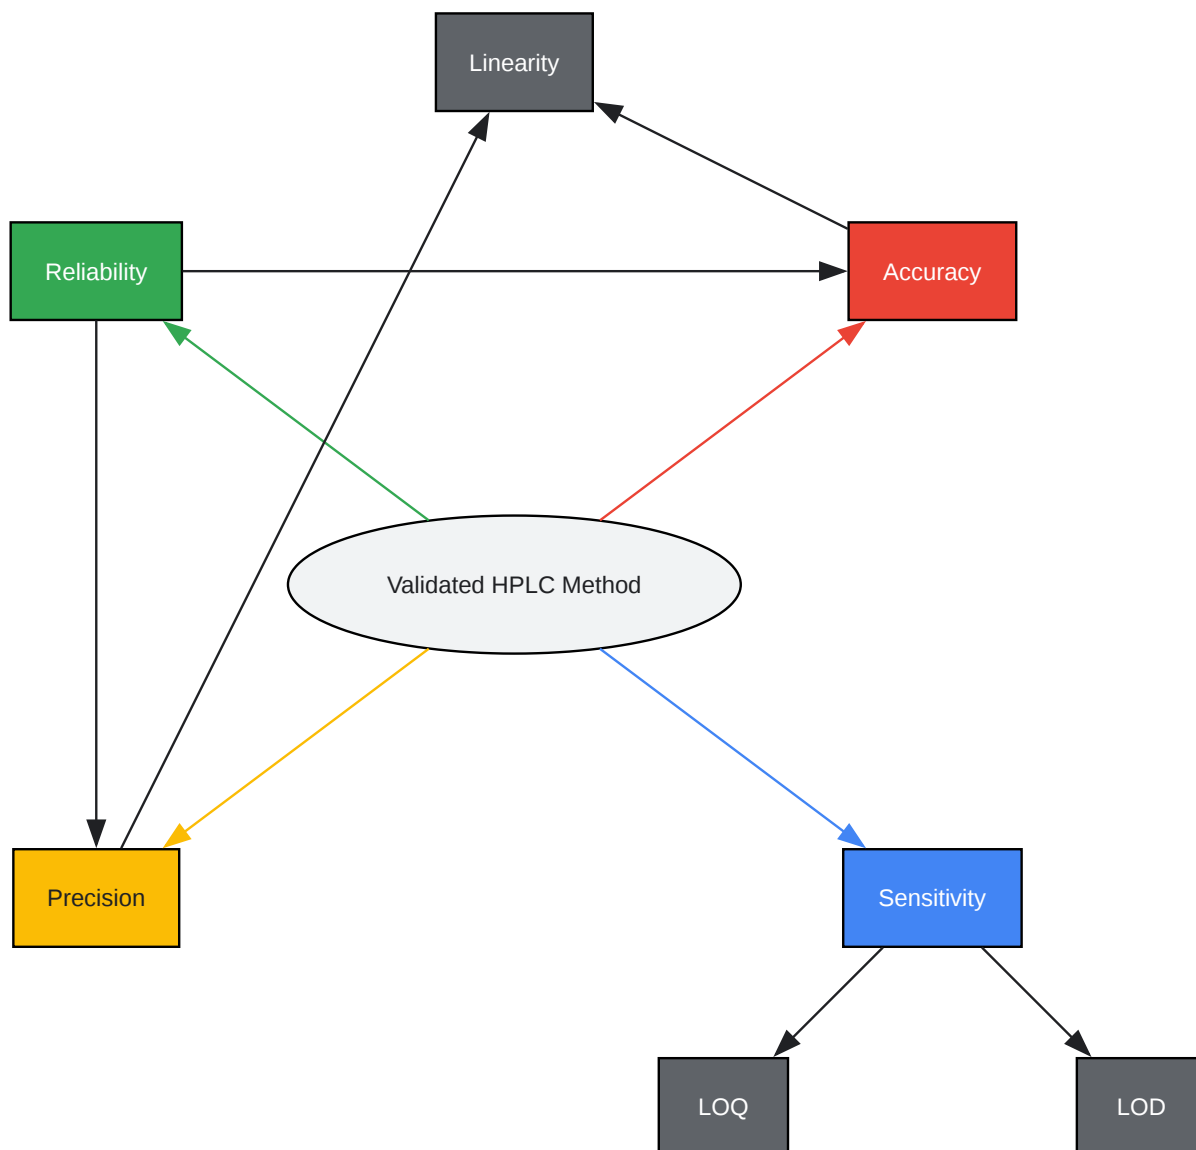 Linearity
Reliability
Accuracy
Validated HPLC Method
Precision
Sensitivity
LOQ
LOD